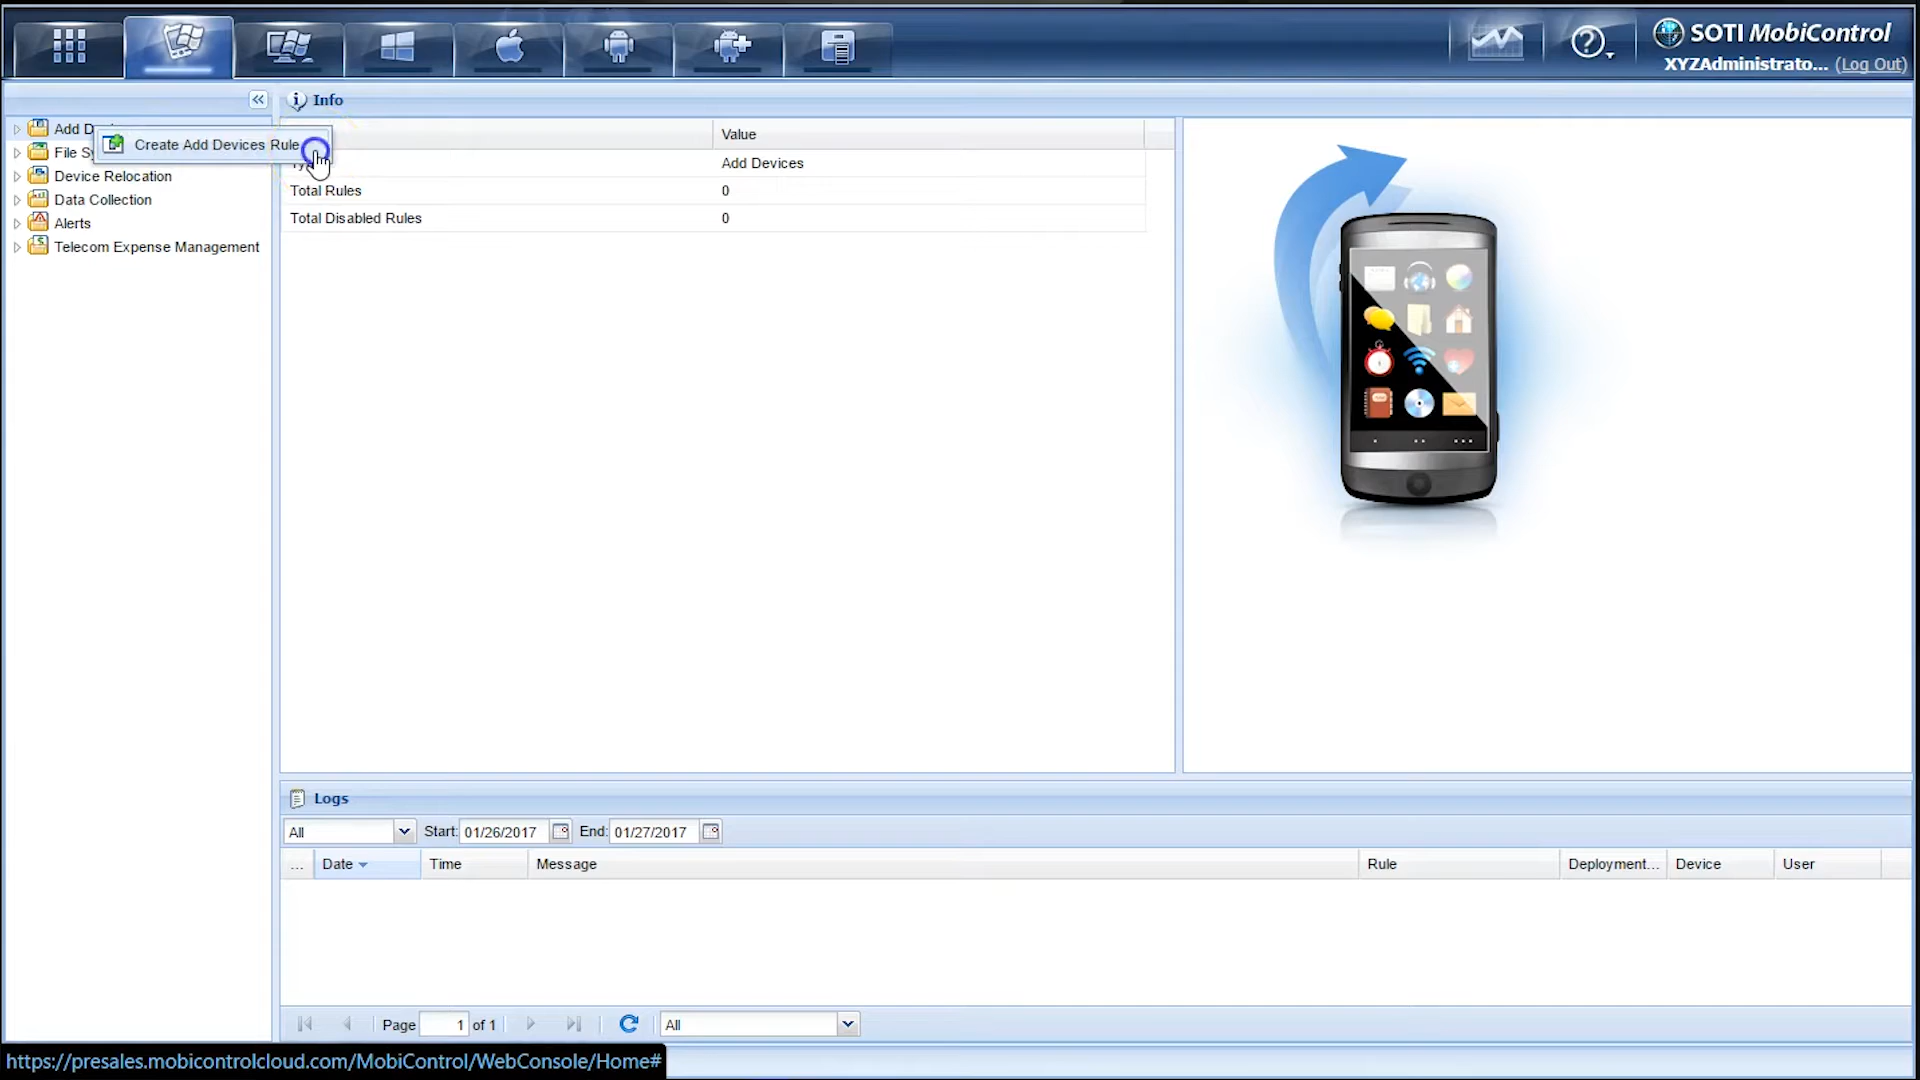 SOTI MobiControl
XYZAdministrato... (Log Out)
Info
Add D
Create Add Devices Rule
Value
File Sy
Add Devices
Device Relocation
Total Rules
0
Data Collection
Total Disabled Rules
0
Alerts
Telecom Expense Management
Logs
All
Start: 01/26/2017
End: 01/27/2017
... Date Time Message Rule Deployment... Device User
Page 1 of 1
All
https://presales.mobicontrolcloud.com/MobiControl/WebConsole/Home#